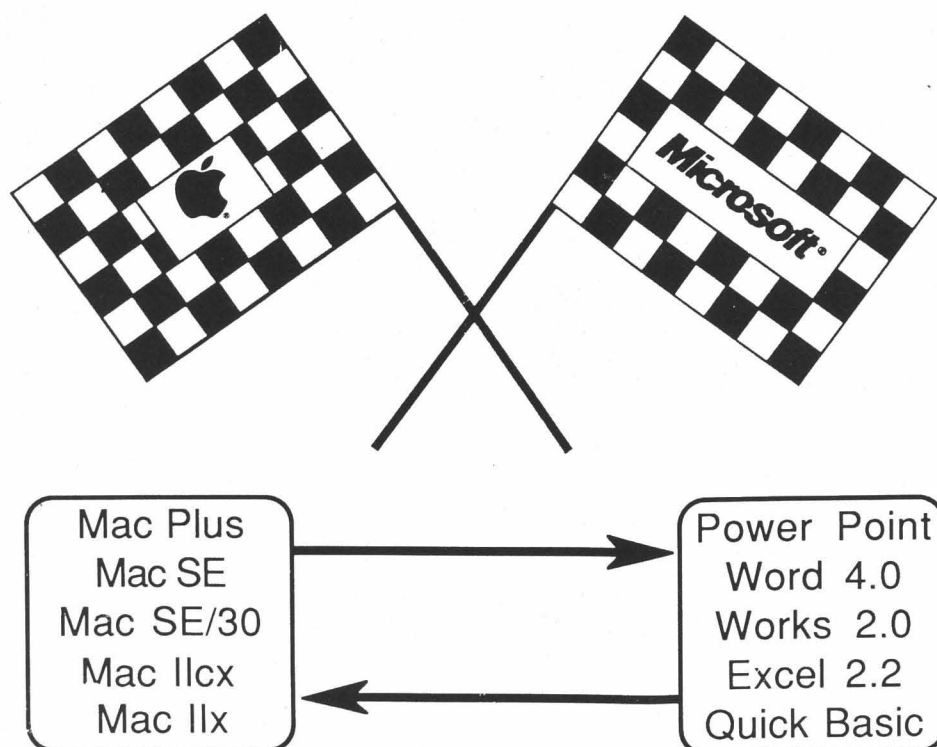 Microsoft®
Mac Plus
Mac SE
Mac SE/30
Mac IIcx
Mac IIx
Power Point
Word 4.0
Works 2.0
Excel 2.2
Quick Basic